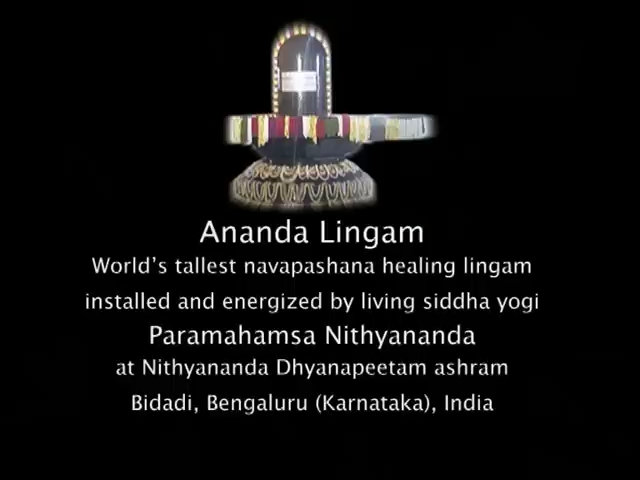 Ananda Lingam
World's tallest navapashana healing lingam
installed and energized by living siddha yogi
Paramahamsa Nithyananda
at Nithyananda Dhyanapeetam ashram
Bidadi, Bengaluru (Karnataka), India